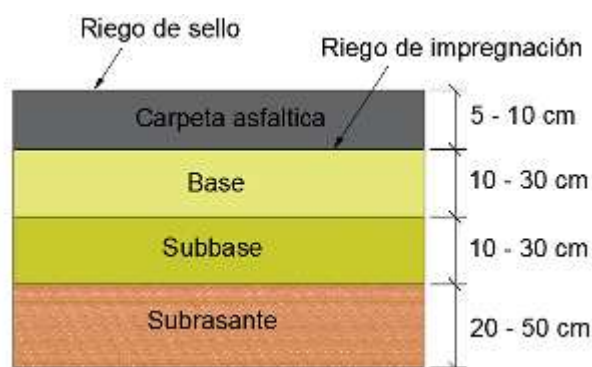 Riego de sello
Riego de impregnación
Carpeta asfaltica
5 - 10 cm
Base
10 - 30 cm
Subbase
10 - 30 cm
Subrasante
20 - 50 cm